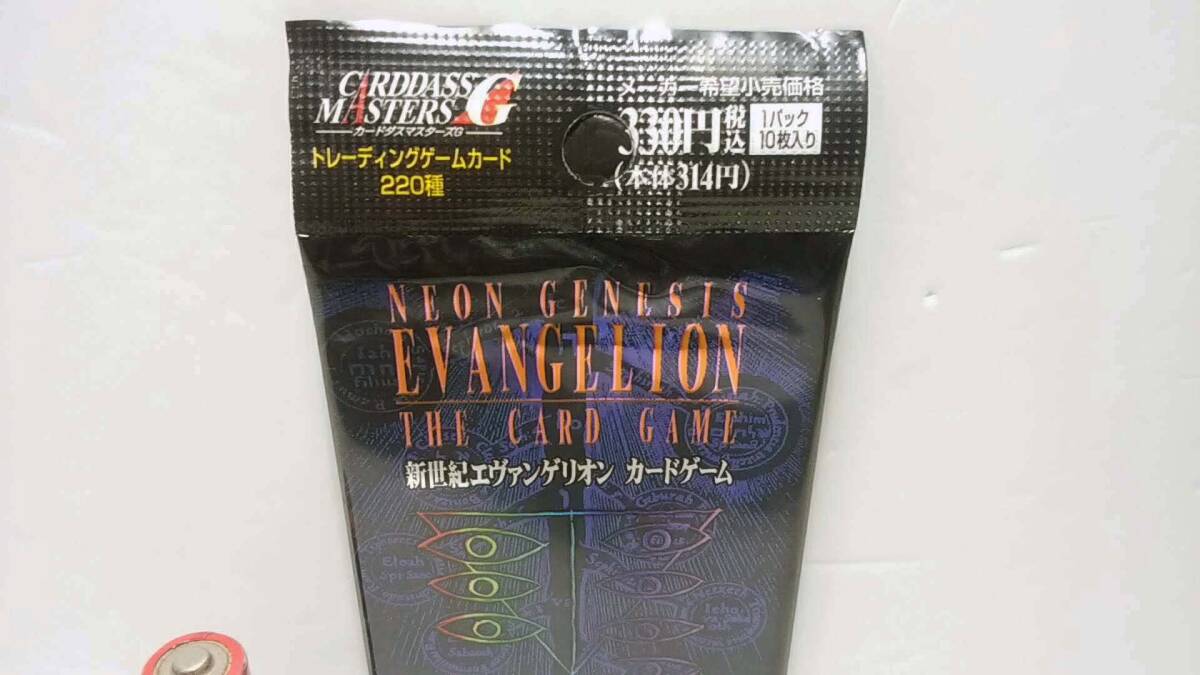 CARDDASS
MASTERS G
カードダスマスターズG
トレーディングゲームカード
220種
メーカー希望小売価格
330円税込
(本体314円)
1パック
10枚入り
NEON GENESIS
EVANGELION
THE CARD GAME
新世紀エヴァンゲリオン カードゲーム
Geburah
Eloah